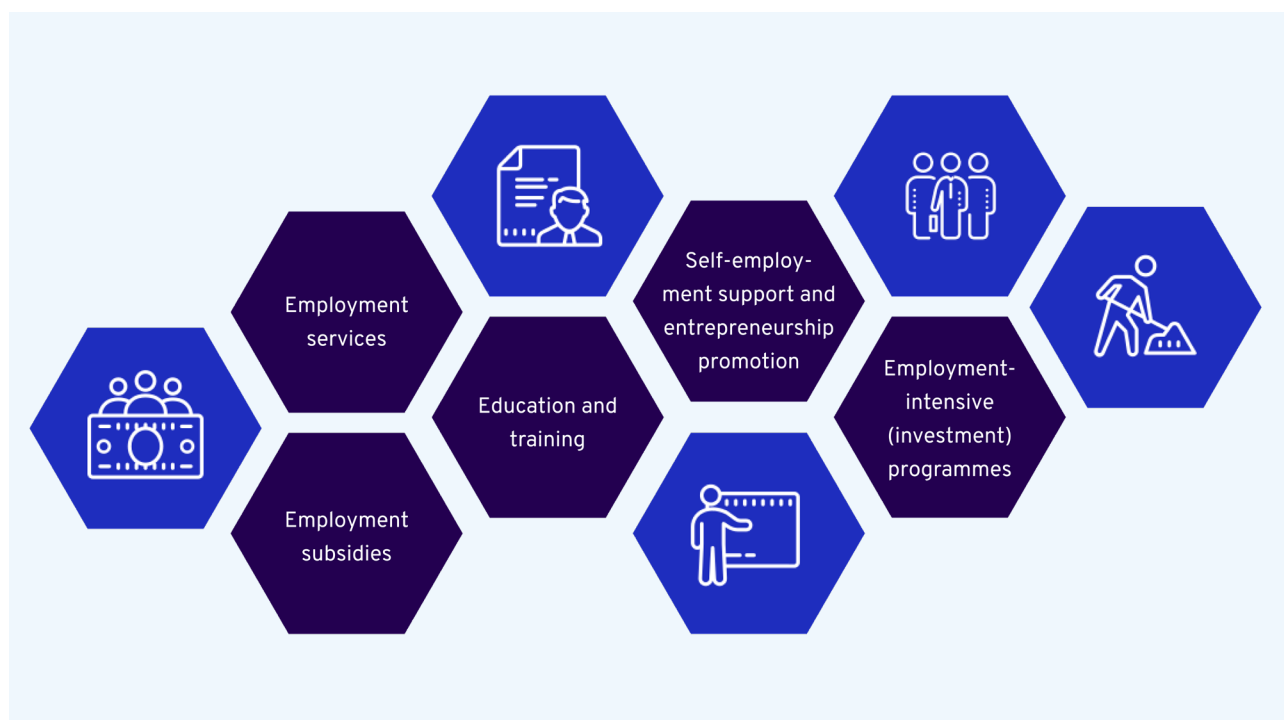 Employment
services
Employment
subsidies
Education and
training
Self-employ-
ment support and
entrepreneurship
promotion
Employment-
intensive
(investment)
programmes